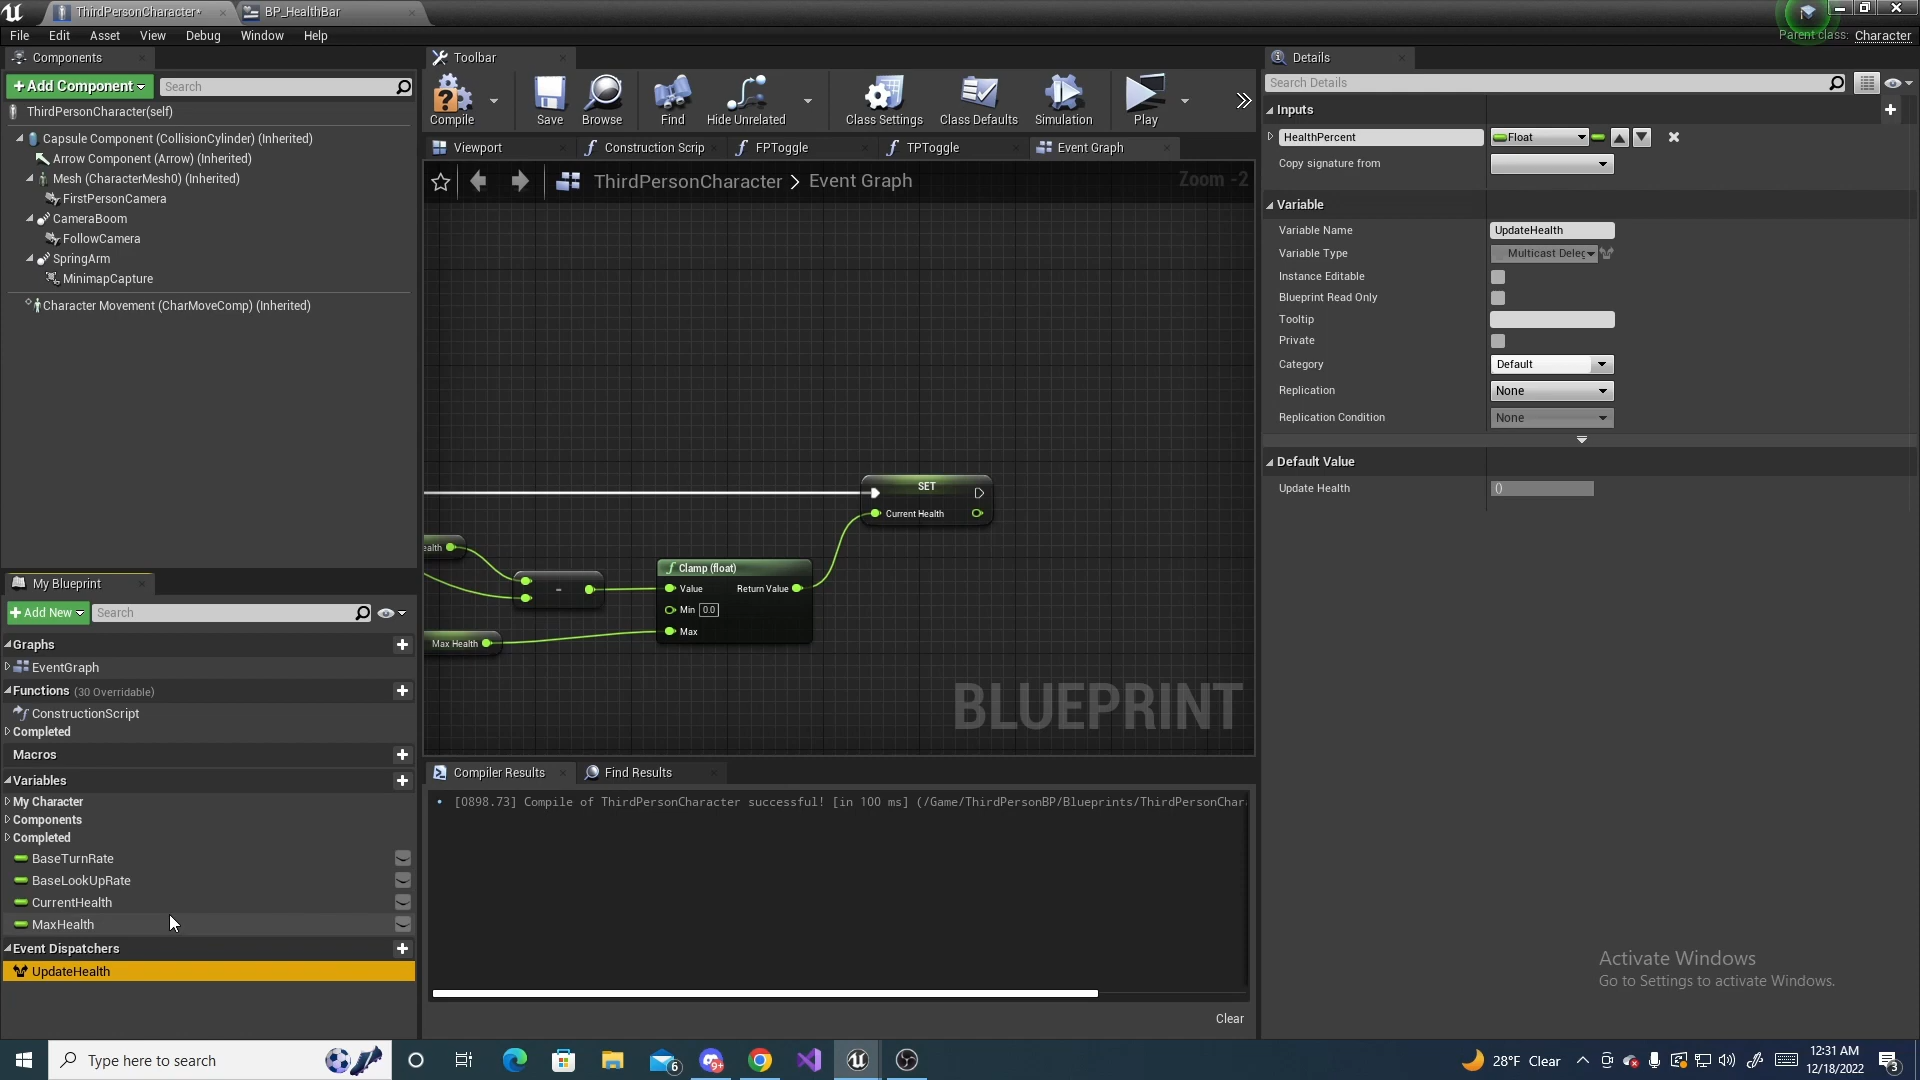 ThirdPersonCharacter*
BP_HealthBar
File
Edit
Asset
View
Debug
Window
Help
Parent class: Character
Components
+Add Component
Search
ThirdPersonCharacter(self)
Capsule Component (CollisionCylinder) (Inherited)
Arrow Component (Arrow) (Inherited)
Mesh (CharacterMesh0) (Inherited)
FirstPersonCamera
CameraBoom
FollowCamera
SpringArm
MinimapCapture
Character Movement (CharMoveComp) (Inherited)
My Blueprint
+Add New
Search
Graphs
EventGraph
Functions (30 Overridable)
ConstructionScript
Completed
Macros
Variables
My Character
Components
Completed
BaseTurnRate
BaseLookUpRate
CurrentHealth
MaxHealth
Event Dispatchers
UpdateHealth
Toolbar
Compile
Save
Browse
Find
Hide Unrelated
Class Settings
Class Defaults
Simulation
Play
Viewport
Construction Scrip
FPToggle
TPToggle
Event Graph
ThirdPersonCharacter > Event Graph
Zoom -2
SET
Current Health
ealth
-
Clamp (float)
Value
Return Value
Min 0.0
Max
Max Health
BLUEPRINT
Compiler Results
Find Results
[0898.73] Compile of ThirdPersonCharacter successful! [in 100 ms] (/Game/ThirdPersonBP/Blueprints/ThirdPersonChar
Clear
Details
Search Details
Inputs
HealthPercent
Float
Copy signature from
Variable
Variable Name
UpdateHealth
Variable Type
Multicast Deleg
Instance Editable
Blueprint Read Only
Tooltip
Private
Category
Default
Replication
None
Replication Condition
None
Default Value
Update Health
()
Activate Windows
Go to Settings to activate Windows.
Type here to search
6
9+
28°F Clear
12:31 AM
12/18/2022
3